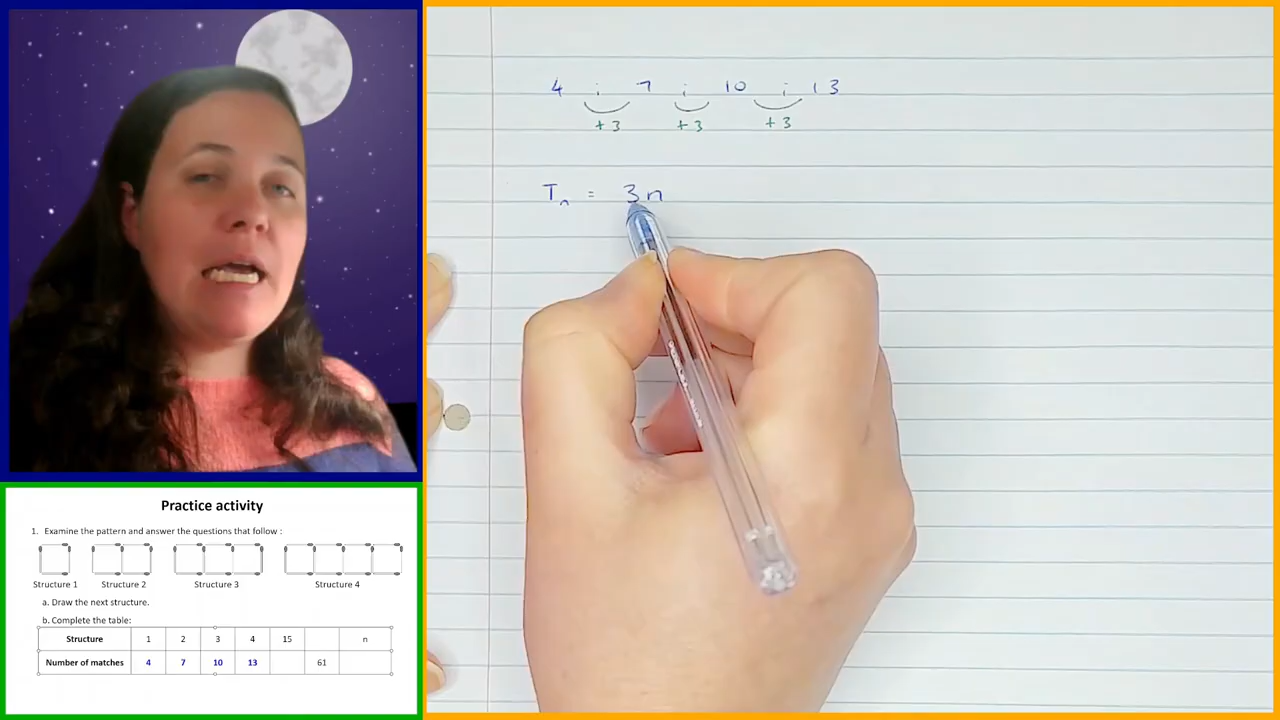 4 ; 7 ; 10 ; 13
+3 +3 +3
Tn = 3n
Practice activity
1. Examine the pattern and answer the questions that follow :
Structure 1 Structure 2 Structure 3 Structure 4
a. Draw the next structure.
b. Complete the table:
Structure 1 2 3 4 15 n
Number of matches 4 7 10 13 61